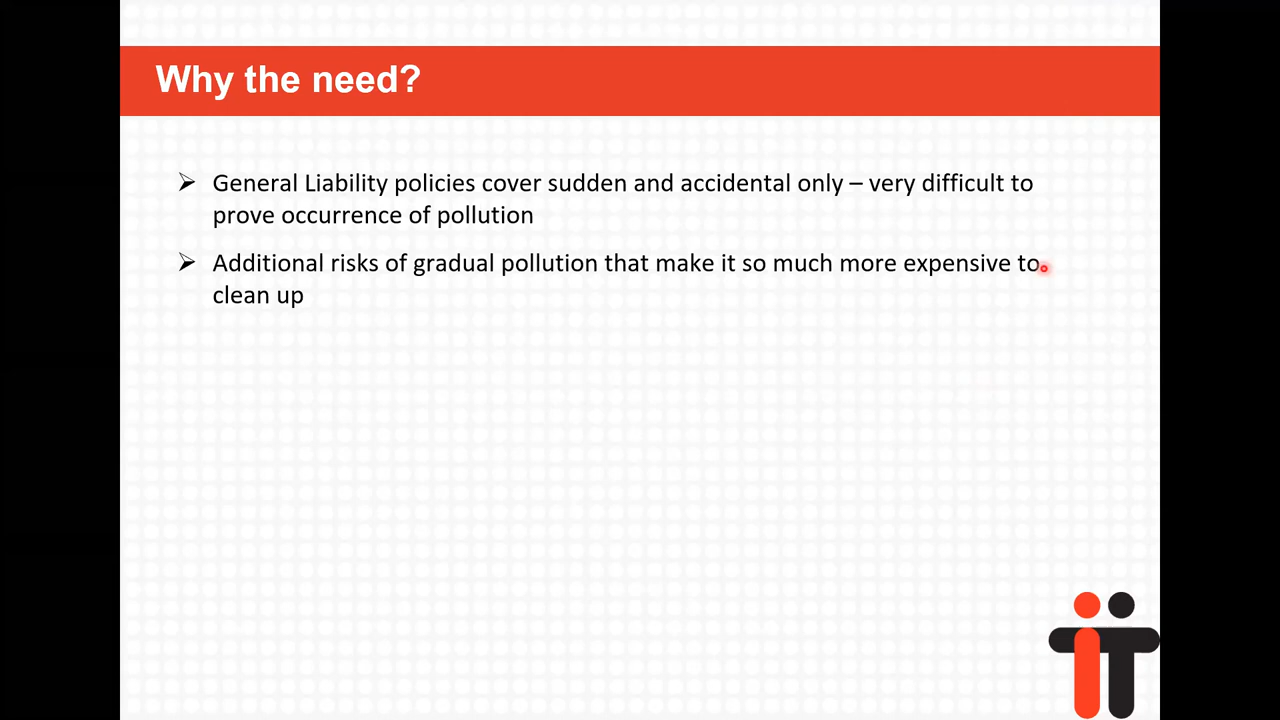 Why the need?
➢ General Liability policies cover sudden and accidental only – very difficult to
prove occurrence of pollution
➢ Additional risks of gradual pollution that make it so much more expensive to
clean up